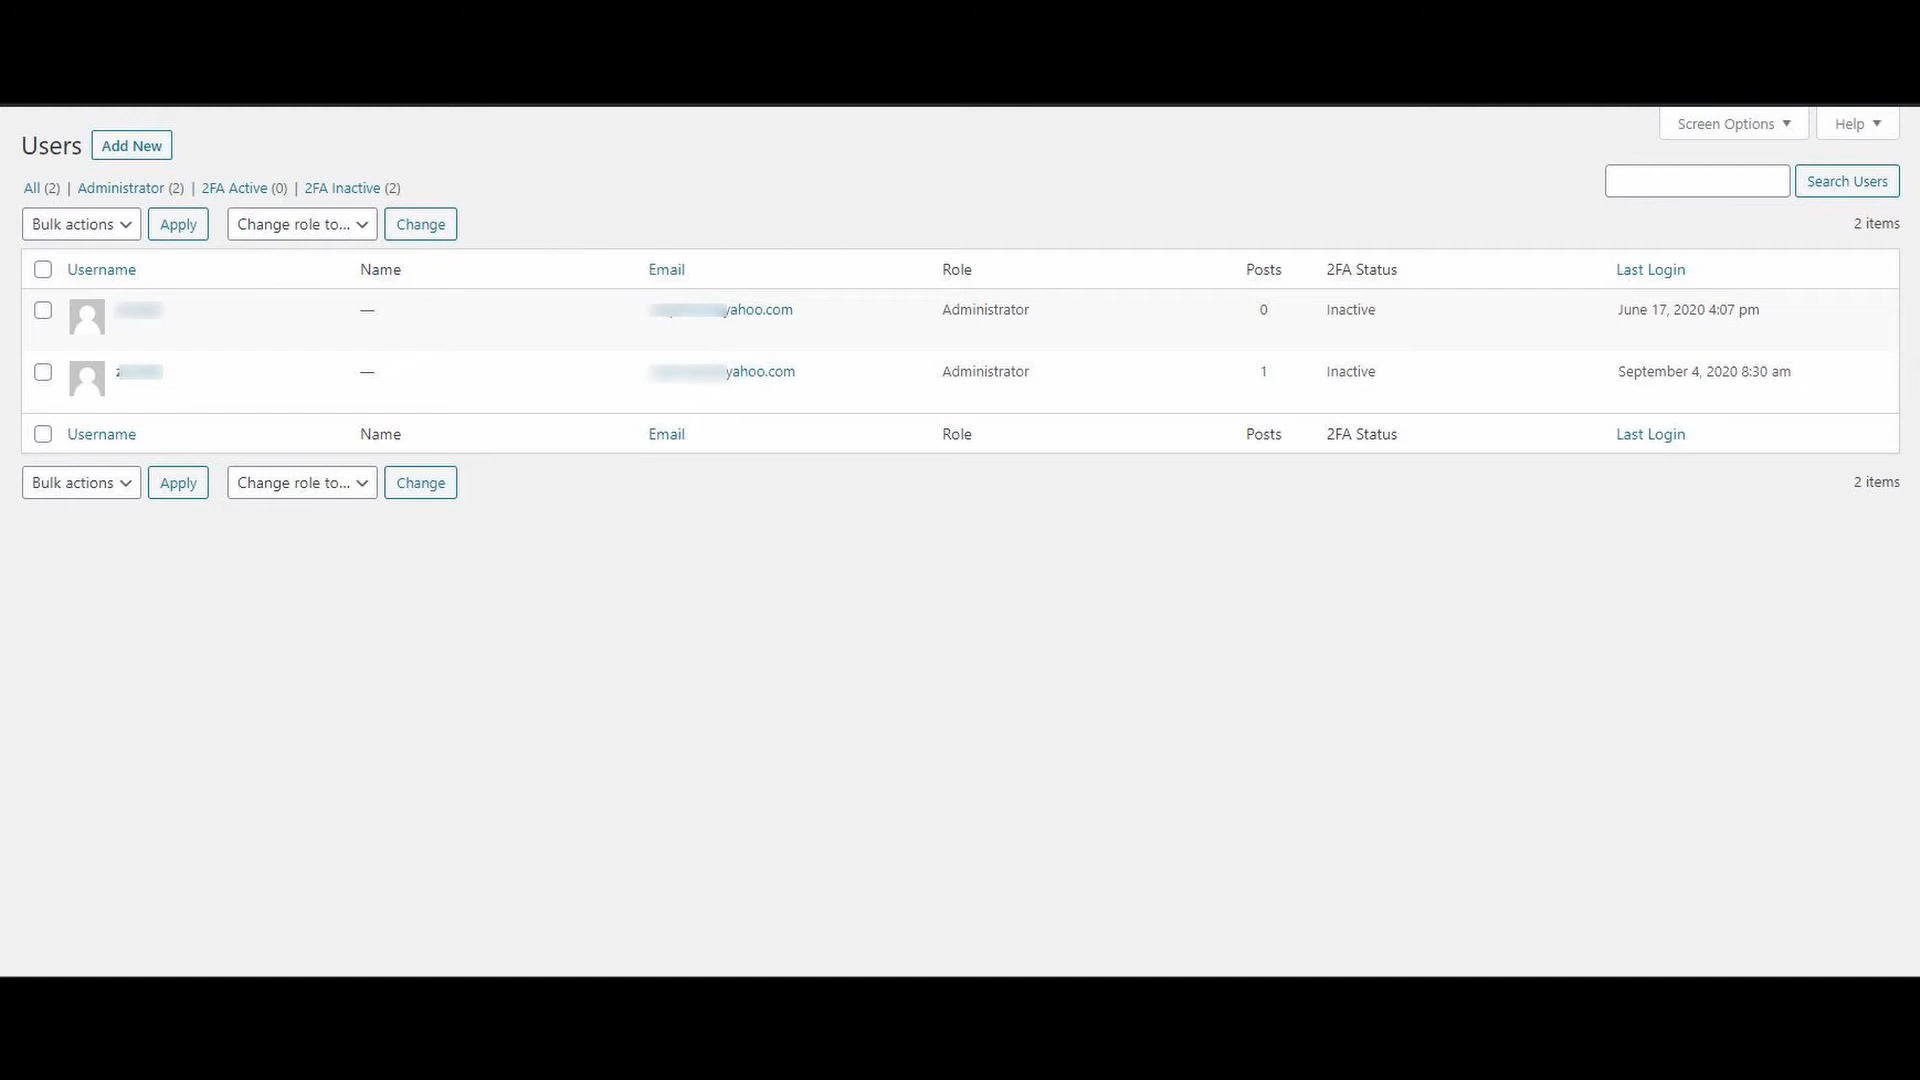 Screen Options Help
Users Add New
All (2) | Administrator (2) | 2FA Active (0) | 2FA Inactive (2)
Search Users
Bulk actions Apply Change role to... Change
2 items
Username Name Email Role Posts 2FA Status Last Login
— yahoo.com Administrator 0 Inactive June 17, 2020 4:07 pm
— yahoo.com Administrator 1 Inactive September 4, 2020 8:30 am
Username Name Email Role Posts 2FA Status Last Login
Bulk actions Apply Change role to... Change
2 items